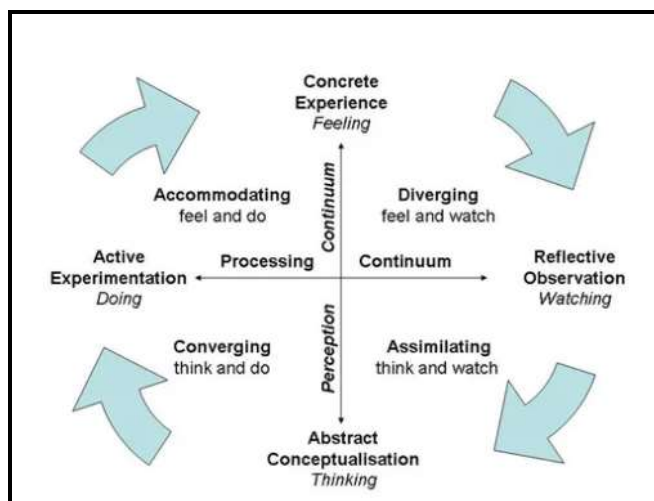 Concrete
Experience
Feeling
Continuum
Accommodating
feel and do
Diverging
feel and watch
Active
Experimentation
Doing
Processing
Continuum
Reflective
Observation
Watching
Perception
Converging
think and do
Assimilating
think and watch
Abstract
Conceptualisation
Thinking